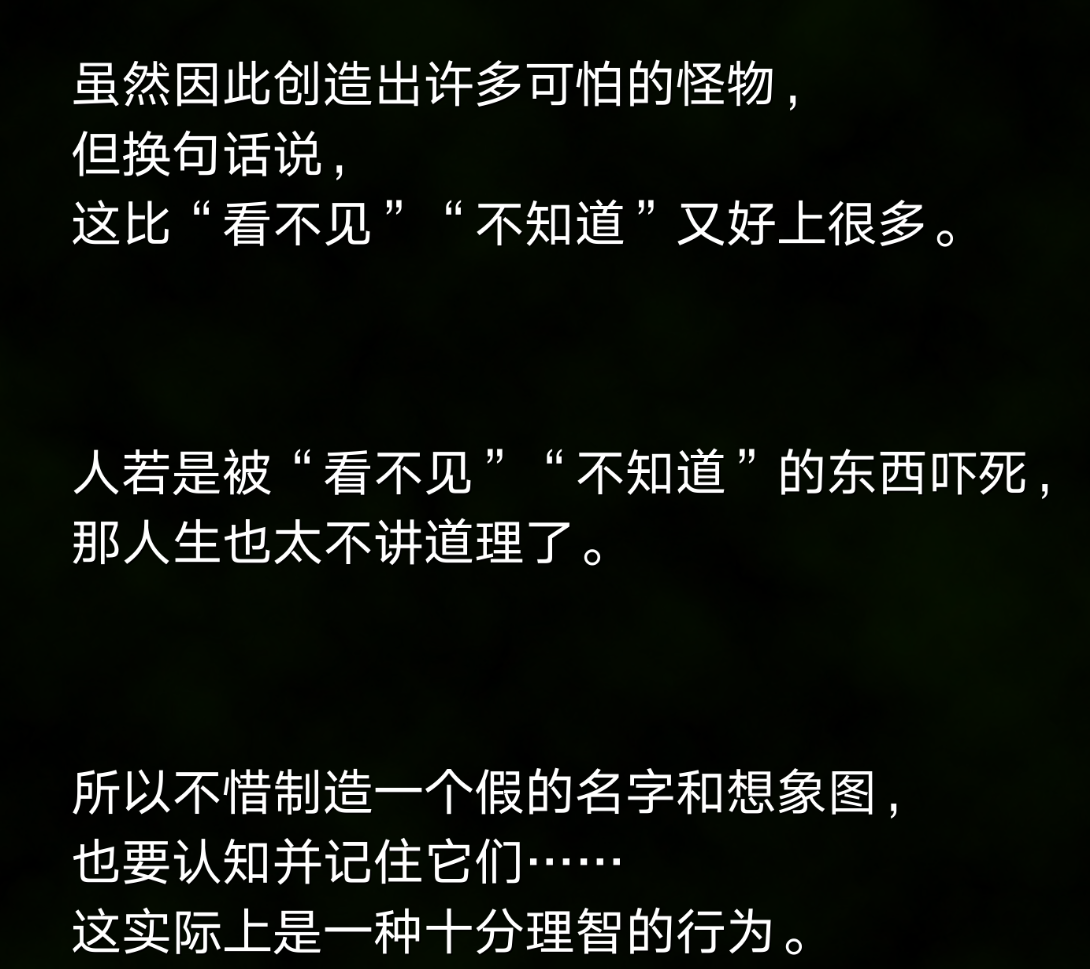 虽然因此创造出许多可怕的怪物，
但换句话说，
这比“看不见”“不知道”又好上很多。
人若是被“看不见”“不知道”的东西吓死，
那人生也太不讲道理了。
所以不惜制造一个假的名字和想象图，
也要认知并记住它们……
这实际上是一种十分理智的行为。